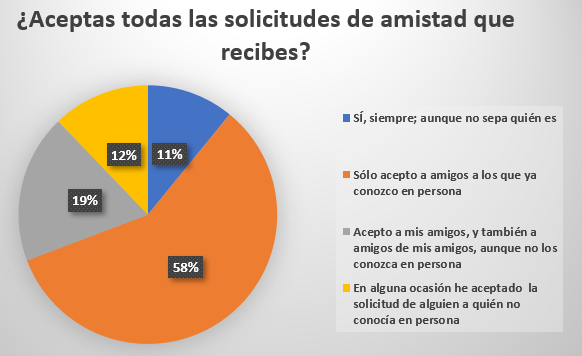 ¿Aceptas todas las solicitudes de amistad que
recibes?
11%
58%
19%
12%
SÍ, siempre; aunque no sepa quién es
Sólo acepto a amigos a los que ya
conozco en persona
Acepto a mis amigos, y también a
amigos de mis amigos, aunque no los
conozca en persona
En alguna ocasión he aceptado la
solicitud de alguien a quién no
conocía en persona